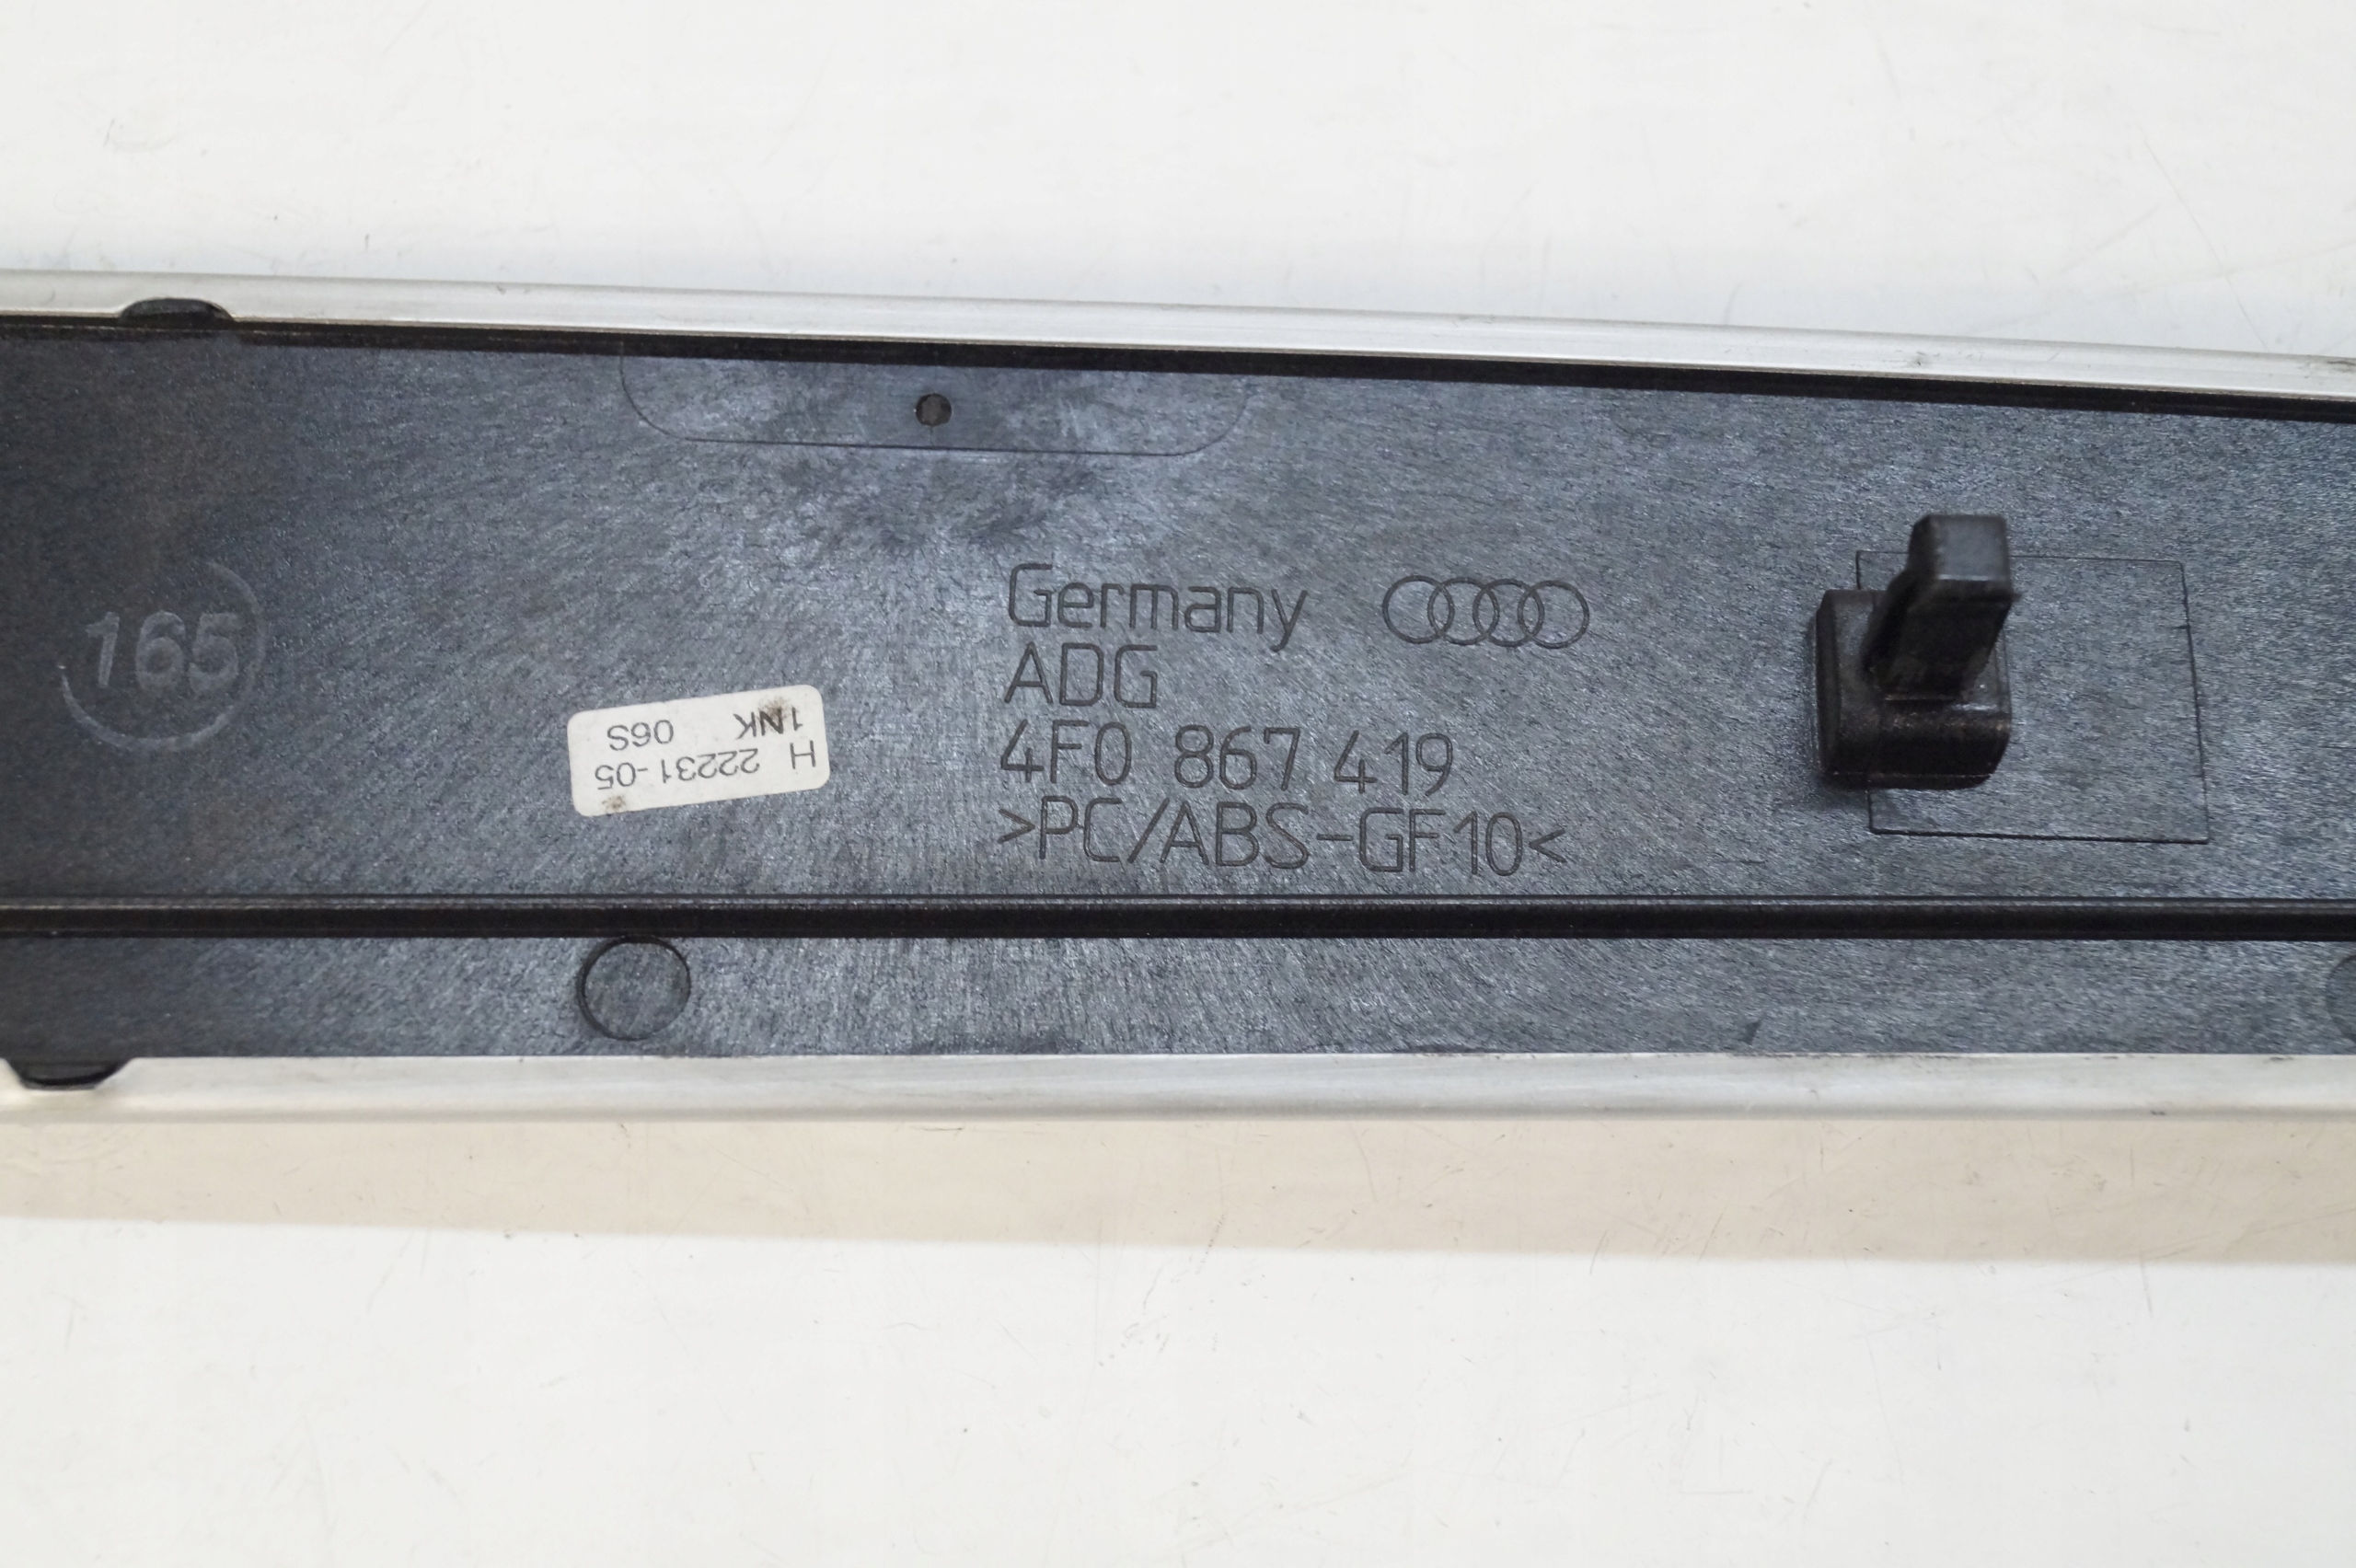 165
H 22231-05
1NK 06S
Germany
ADG
4F0 867 419
>PC/ABS-GF10<